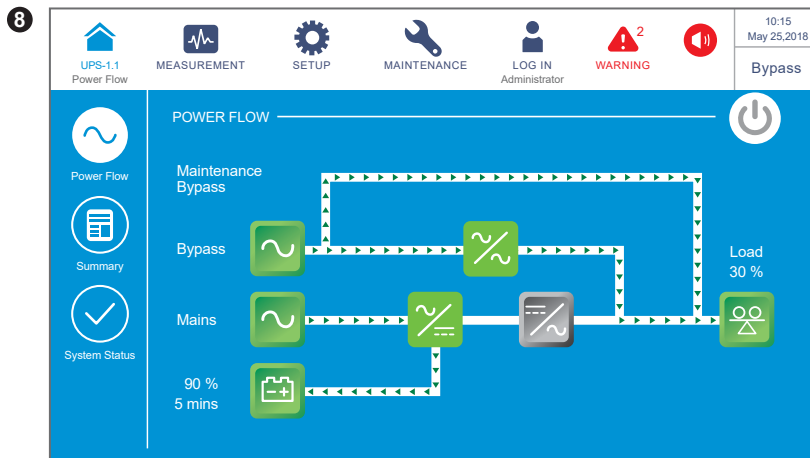 8
UPS-1.1
Power Flow
MEASUREMENT
SETUP
MAINTENANCE
LOG IN
Administrator
2
WARNING
10:15
May 25,2018
Bypass
POWER FLOW
Power Flow
Summary
System Status
Maintenance
Bypass
Bypass
Load
30 %
Mains
90 %
5 mins